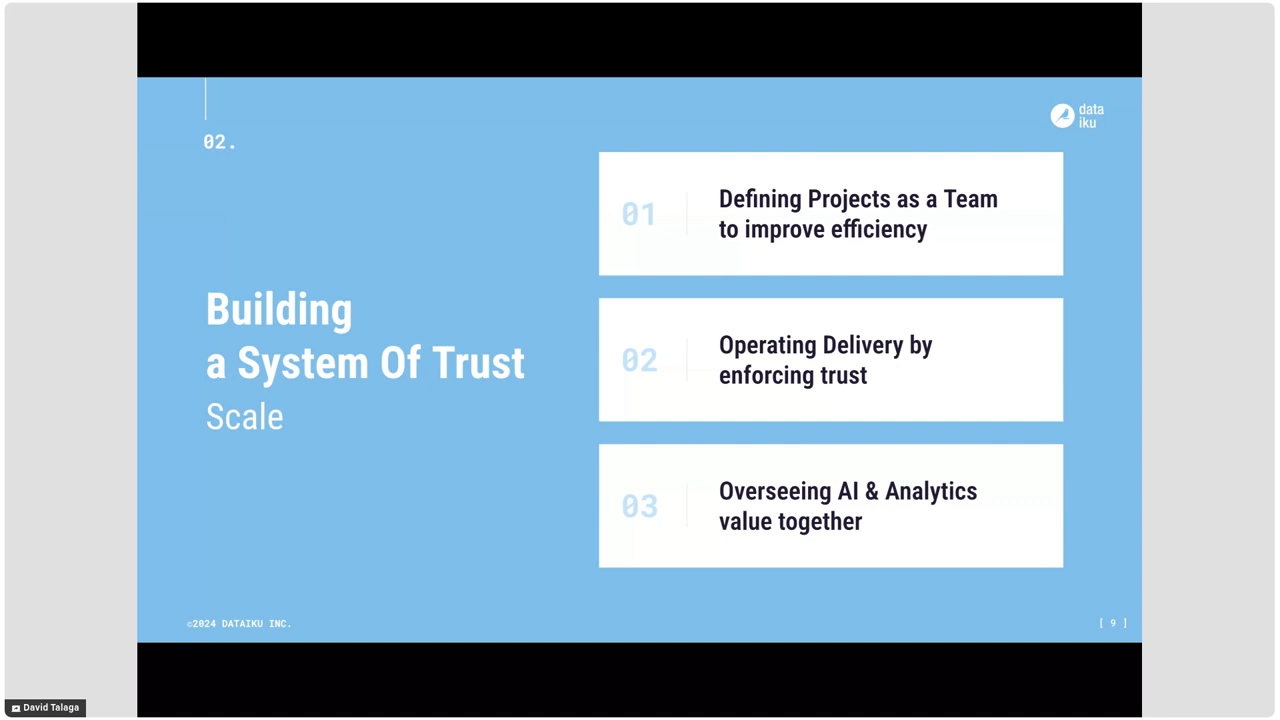 data
iku
02.
Building
a System Of Trust
Scale
01
Defining Projects as a Team
to improve efficiency
02
Operating Delivery by
enforcing trust
03
Overseeing AI & Analytics
value together
©2024 DATAIKU INC.
[ 9 ]
David Talaga